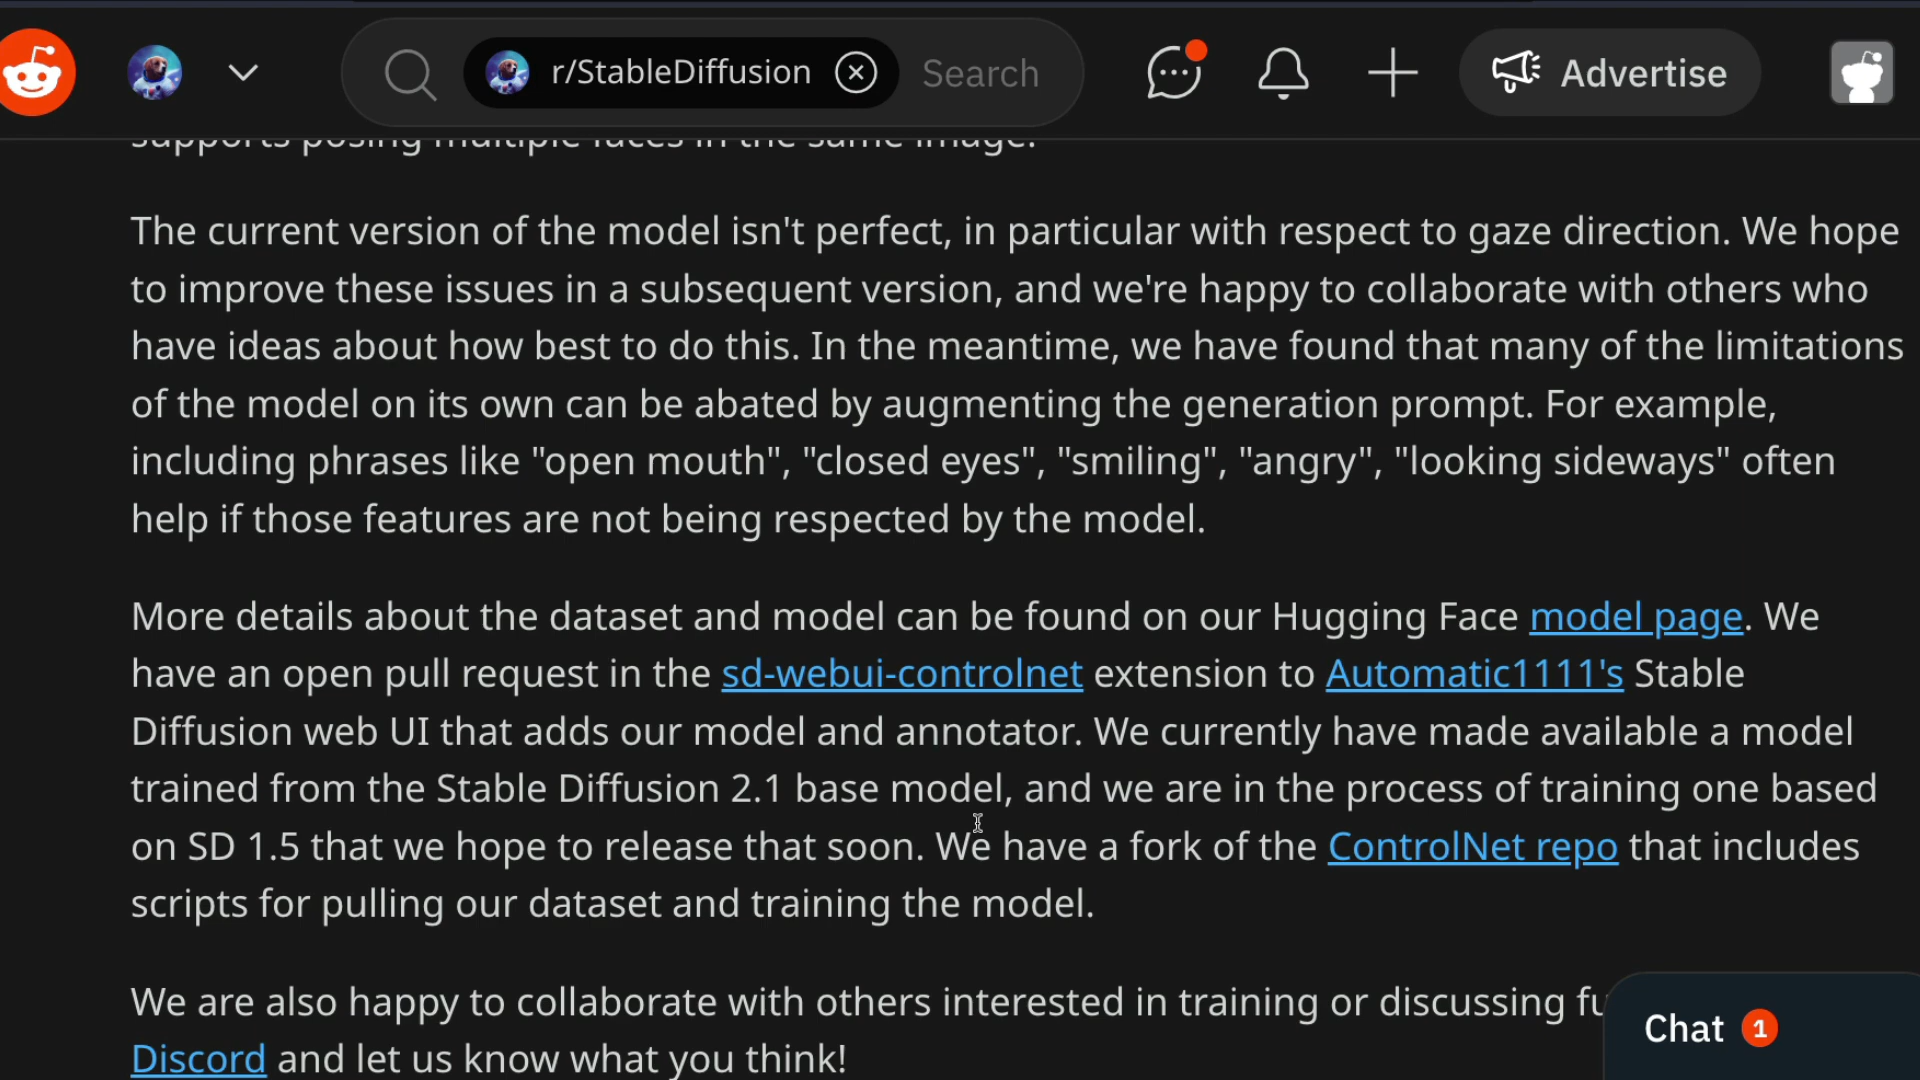 r/StableDiffusion
Search
Advertise
supports posing multiple faces in the same image.
The current version of the model isn't perfect, in particular with respect to gaze direction. We hope
to improve these issues in a subsequent version, and we're happy to collaborate with others who
have ideas about how best to do this. In the meantime, we have found that many of the limitations
of the model on its own can be abated by augmenting the generation prompt. For example,
including phrases like "open mouth", "closed eyes", "smiling", "angry", "looking sideways" often
help if those features are not being respected by the model.
More details about the dataset and model can be found on our Hugging Face model page. We
have an open pull request in the sd-webui-controlnet extension to Automatic1111's Stable
Diffusion web UI that adds our model and annotator. We currently have made available a model
trained from the Stable Diffusion 2.1 base model, and we are in the process of training one based
on SD 1.5 that we hope to release that soon. We have a fork of the ControlNet repo that includes
scripts for pulling our dataset and training the model.
We are also happy to collaborate with others interested in training or discussing
Discord and let us know what you think!
Chat 1